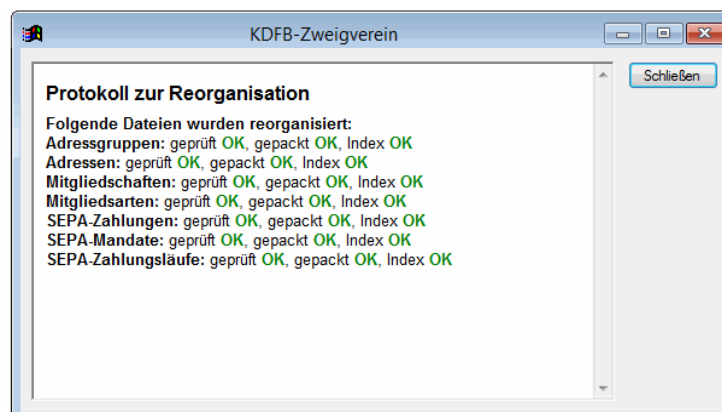 KDFB-Zweigverein
Schließen
Protokoll zur Reorganisation
Folgende Dateien wurden reorganisiert:
Adressgruppen: geprüft OK, gepackt OK, Index OK
Adressen: geprüft OK, gepackt OK, Index OK
Mitgliedschaften: geprüft OK, gepackt OK, Index OK
Mitgliedsarten: geprüft OK, gepackt OK, Index OK
SEPA-Zahlungen: geprüft OK, gepackt OK, Index OK
SEPA-Mandate: geprüft OK, gepackt OK, Index OK
SEPA-Zahlungsläufe: geprüft OK, gepackt OK, Index OK